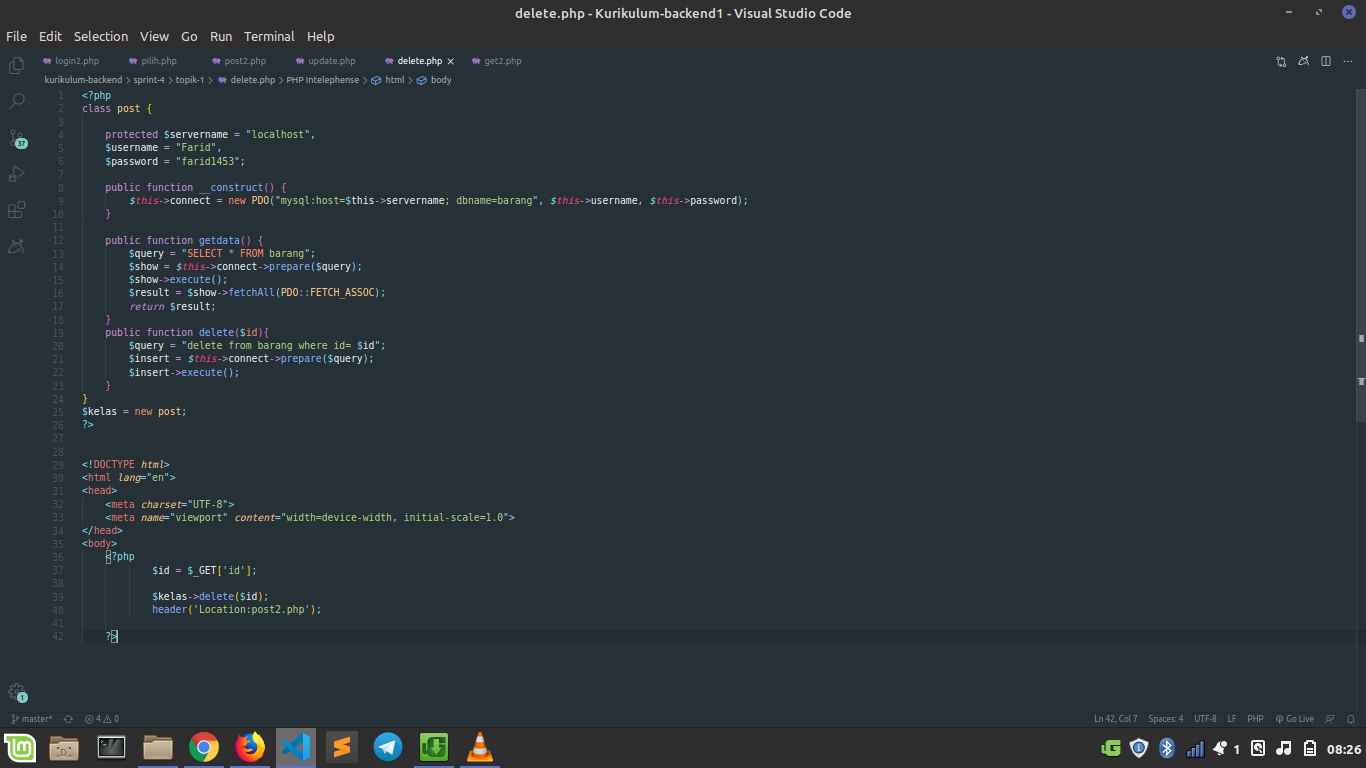 delete.php - Kurikulum-backend1 - Visual Studio Code
File Edit Selection View Go Run Terminal Help
login2.php pilih.php post2.php update.php delete.php get2.php
kurikulum-backend > sprint-4 > topik-1 > delete.php > PHP Intelephense > html > body
1 <?php
2 class post {
3
4 protected $servername = "localhost",
5 $username = "Farid",
6 $password = "farid1453";
7
8 public function __construct() {
9 $this->connect = new PDO("mysql:host=$this->servername; dbname=barang", $this->username, $this->password);
10 }
11
12 public function getdata() {
13 $query = "SELECT * FROM barang";
14 $show = $this->connect->prepare($query);
15 $show->execute();
16 $result = $show->fetchAll(PDO::FETCH_ASSOC);
17 return $result;
18 }
19 public function delete($id){
20 $query = "delete from barang where id= $id";
21 $insert = $this->connect->prepare($query);
22 $insert->execute();
23 }
24 }
25 $kelas = new post;
26 ?>
27
28
29 <!DOCTYPE html>
30 <html lang="en">
31 <head>
32 <meta charset="UTF-8">
33 <meta name="viewport" content="width=device-width, initial-scale=1.0">
34 </head>
35 <body>
36 <?php
37 $id = $_GET['id'];
38
39 $kelas->delete($id);
40 header('Location:post2.php');
41
42 ?>
37
1
master* 4 0 Ln 42, Col 7 Spaces: 4 UTF-8 LF PHP Go Live
1 08:26